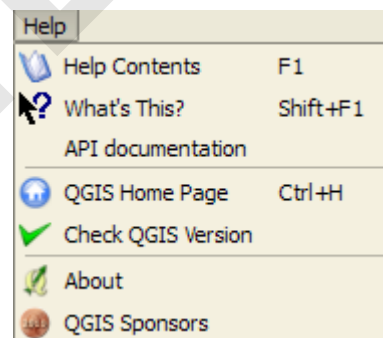 Help
Help Contents F1
What's This? Shift+F1
API documentation
QGIS Home Page Ctrl+H
Check QGIS Version
About
QGIS Sponsors